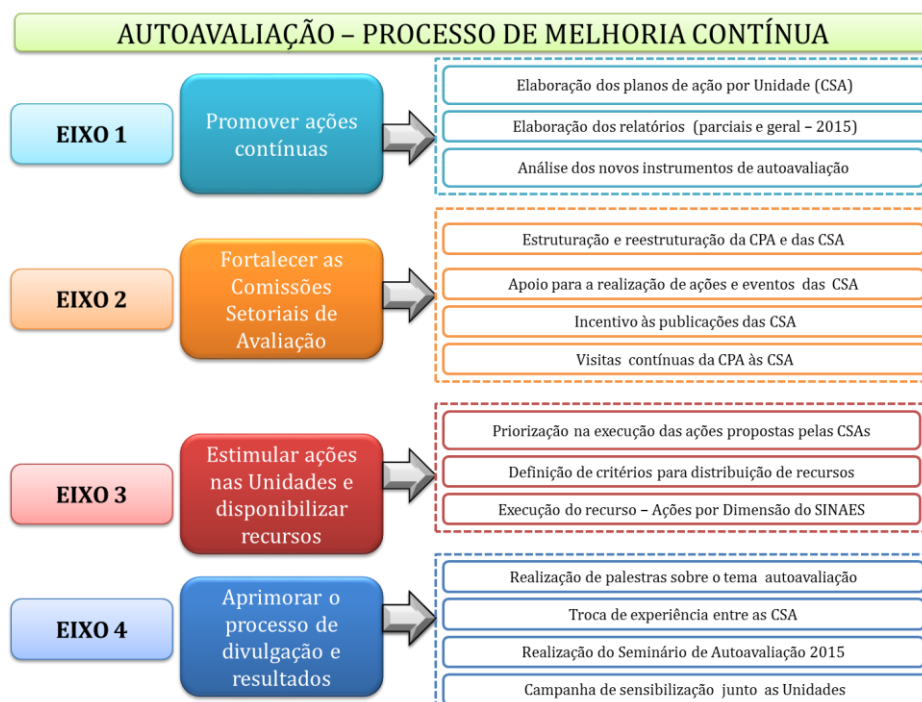 AUTOAVALIAÇÃO – PROCESSO DE MELHORIA CONTÍNUA
EIXO 1
Promover ações
contínuas
Elaboração dos planos de ação por Unidade (CSA)
Elaboração dos relatórios (parciais e geral – 2015)
Análise dos novos instrumentos de autoavaliação
EIXO 2
Fortalecer as
Comissões
Setoriais de
Avaliação
Estruturação e reestruturação da CPA e das CSA
Apoio para a realização de ações e eventos das CSA
Incentivo às publicações das CSA
Visitas contínuas da CPA às CSA
EIXO 3
Estimular ações
nas Unidades e
disponibilizar
recursos
Priorização na execução das ações propostas pelas CSAs
Definição de critérios para distribuição de recursos
Execução do recurso – Ações por Dimensão do SINAES
EIXO 4
Aprimorar o
processo de
divulgação e
resultados
Realização de palestras sobre o tema autoavaliação
Troca de experiência entre as CSA
Realização do Seminário de Autoavaliação 2015
Campanha de sensibilização junto as Unidades